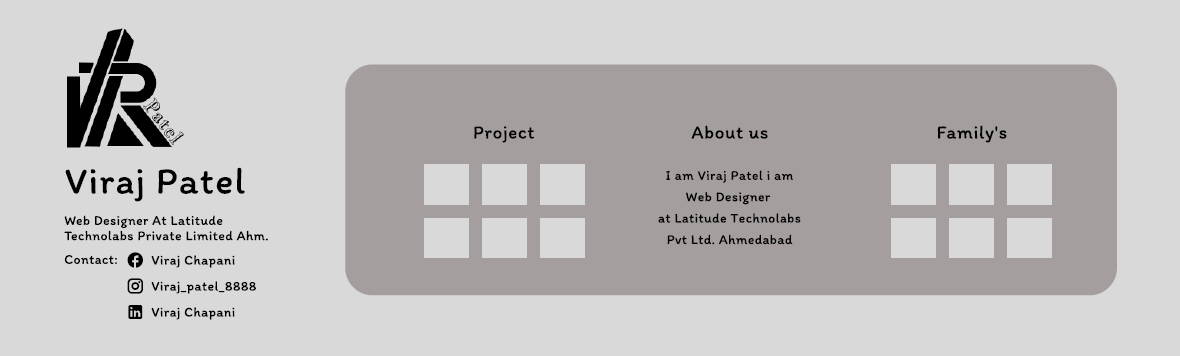 Patel
Viraj Patel
Web Designer At Latitude
Technolabs Private Limited Ahm.
Contact:
Viraj Chapani
Viraj_patel_8888
Viraj Chapani
Project
About us
I am Viraj Patel i am
Web Designer
at Latitude Technolabs
Pvt Ltd. Ahmedabad
Family's